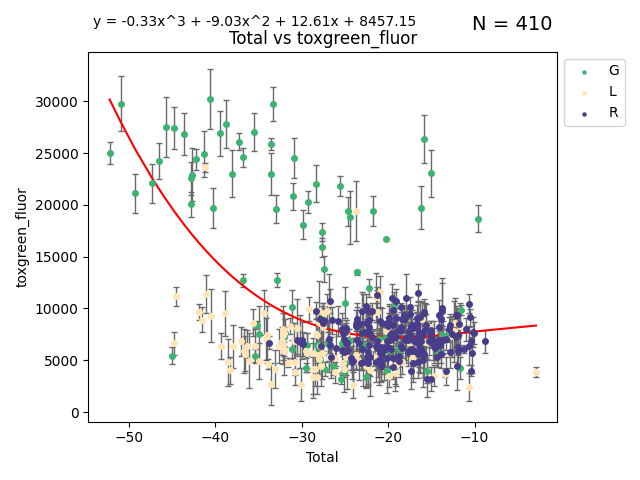 y = -0.33x^3 + -9.03x^2 + 12.61x + 8457.15
N = 410
Total vs toxgreen_fluor
G
L
R
30000
25000
20000
15000
10000
5000
0
toxgreen_fluor
−50
−40
−30
−20
−10
Total